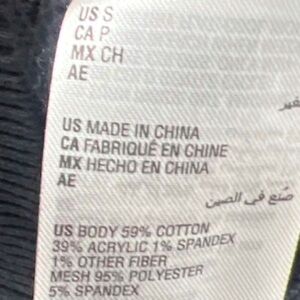 US S
CA P
MX CH
AE
صغير
US MADE IN CHINA
CA FABRIQUÉ EN CHINE
MX HECHO EN CHINA
AE
صنع في الصين
US BODY 59% COTTON
39% ACRYLIC 1% SPANDEX
1% OTHER FIBER
MESH 95% POLYESTER
5% SPANDEX